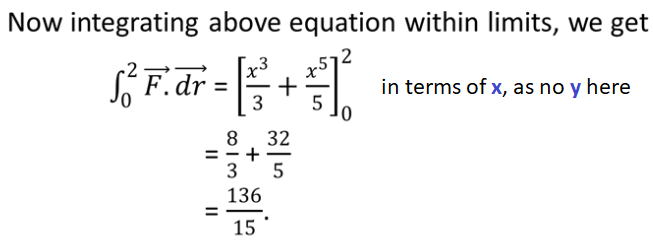 Now integrating above equation within limits, we get
∫₀² F⃗. dr⃗ = [x³/3 + x⁵/5]₀² in terms of x, as no y here
= 8/3 + 32/5
= 136/15.